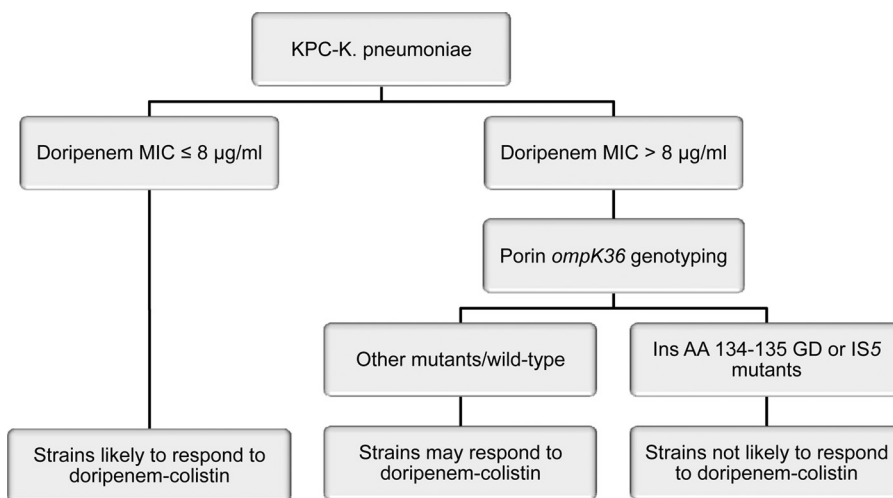 KPC-K. pneumoniae
Doripenem MIC ≤ 8 µg/ml
Doripenem MIC > 8 µg/ml
Porin ompK36 genotyping
Other mutants/wild-type
Ins AA 134-135 GD or IS5
mutants
Strains likely to respond to
doripenem-colistin
Strains may respond to
doripenem-colistin
Strains not likely to respond
to doripenem-colistin